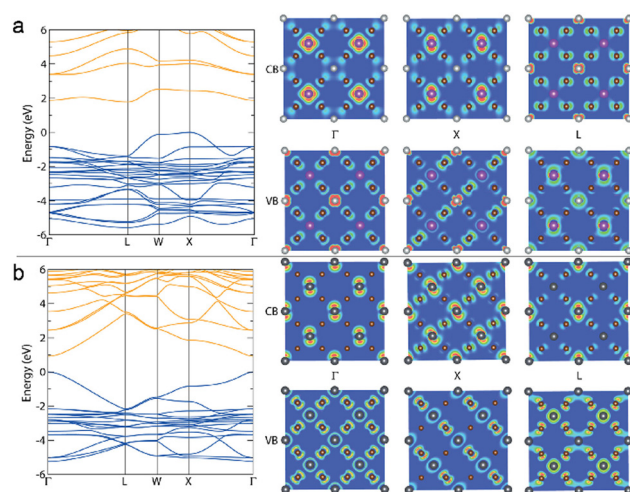 a
6
4
2
0
-2
-4
-6
Energy (eV)
Γ L W X Γ
CB
Γ X L
VB
b
6
4
2
0
-2
-4
-6
Energy (eV)
Γ L W X Γ
CB
Γ X L
VB